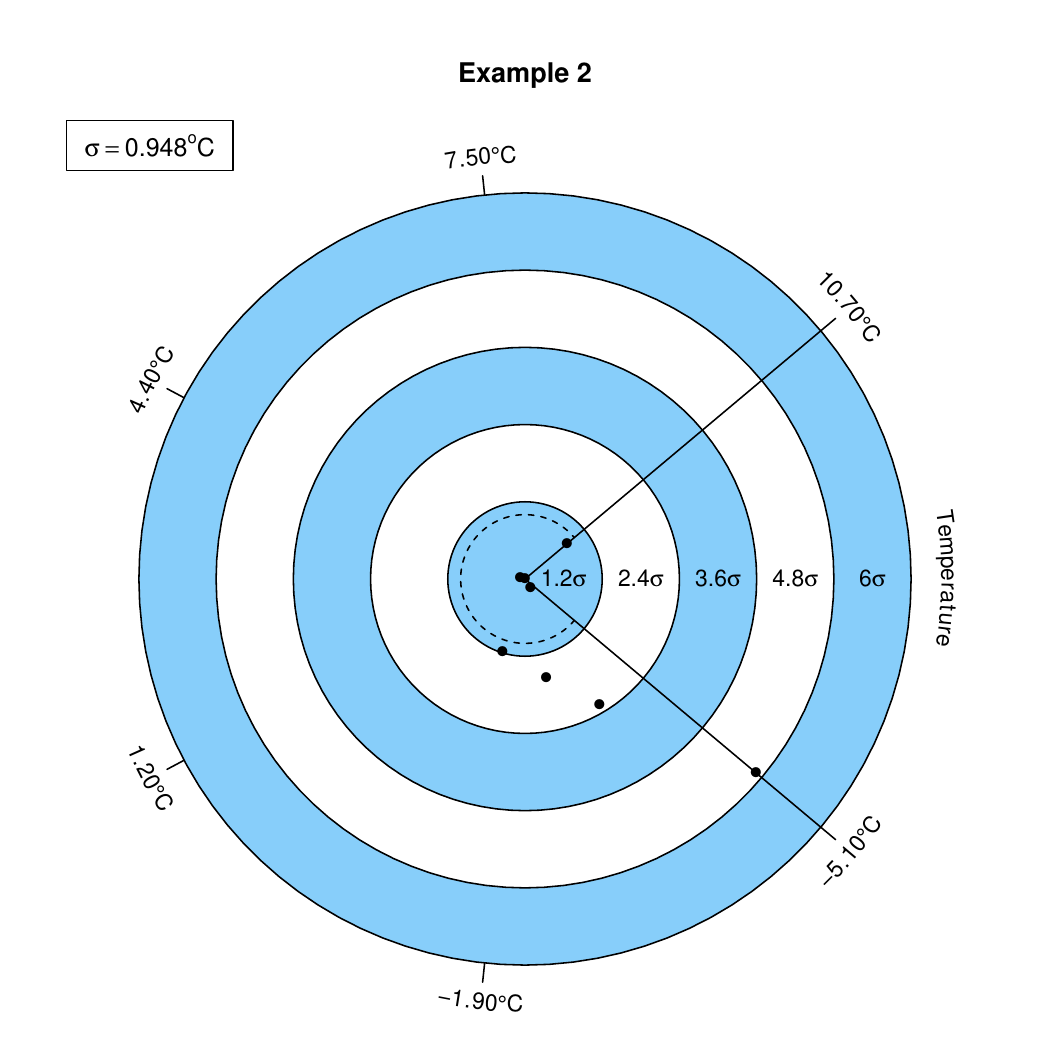 Example 2
σ = 0.948°C
7.50°C
10.70°C
4.40°C
Temperature
1.2σ 2.4σ 3.6σ 4.8σ 6σ
1.20°C
−5.10°C
−1.90°C